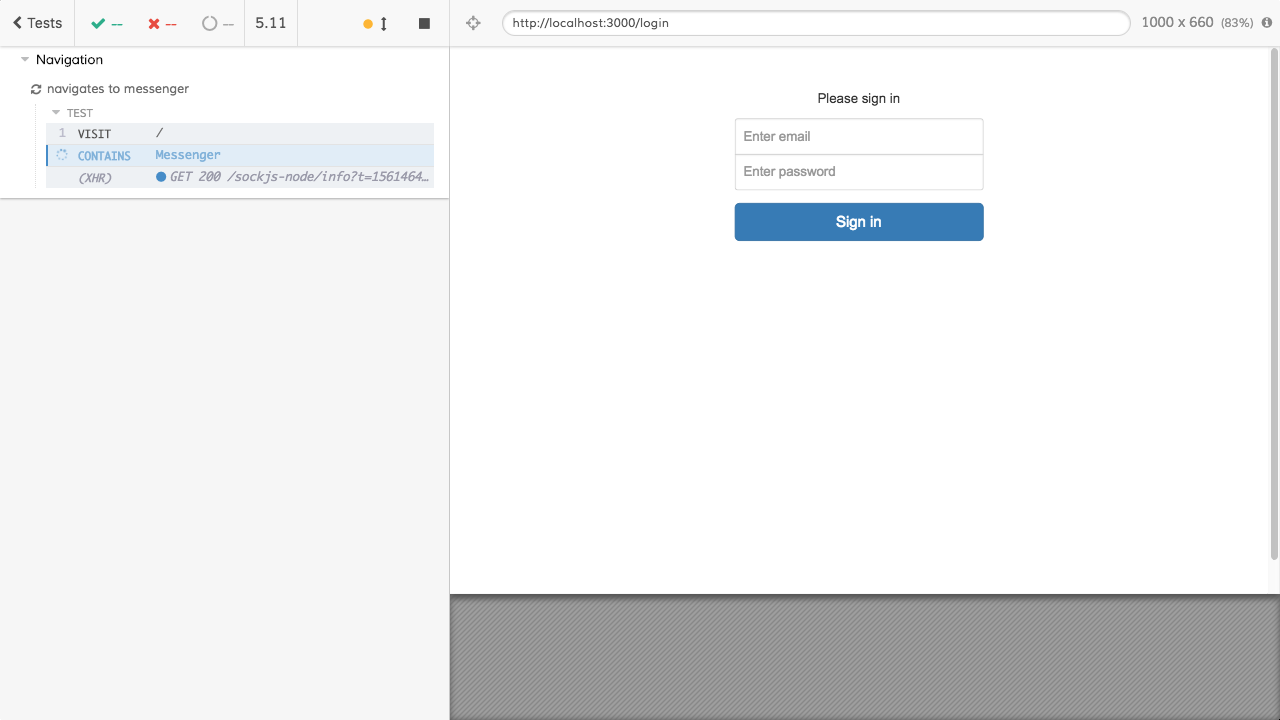 Tests -- -- -- 5.11
Navigation
navigates to messenger
TEST
1 VISIT /
CONTAINS Messenger
(XHR) GET 200 /sockjs-node/info?t=1561464…
http://localhost:3000/login 1000 x 660 (83%)
Please sign in
Enter email
Enter password
Sign in